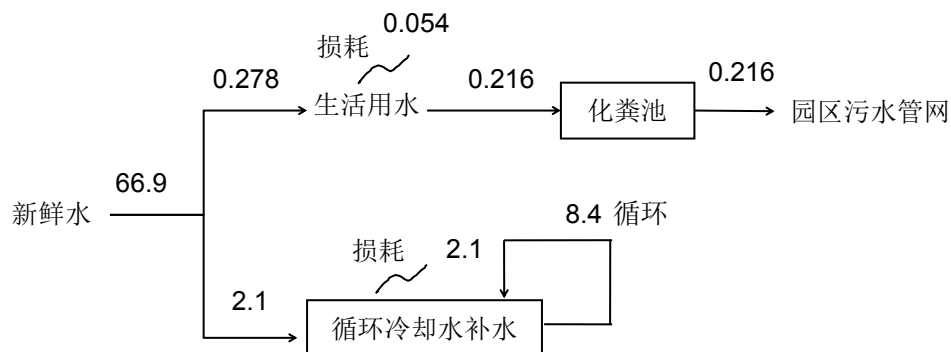 0.054
损耗
0.278
生活用水
0.216
化粪池
0.216
园区污水管网
66.9
新鲜水
8.4 循环
损耗
2.1
2.1
循环冷却水补水